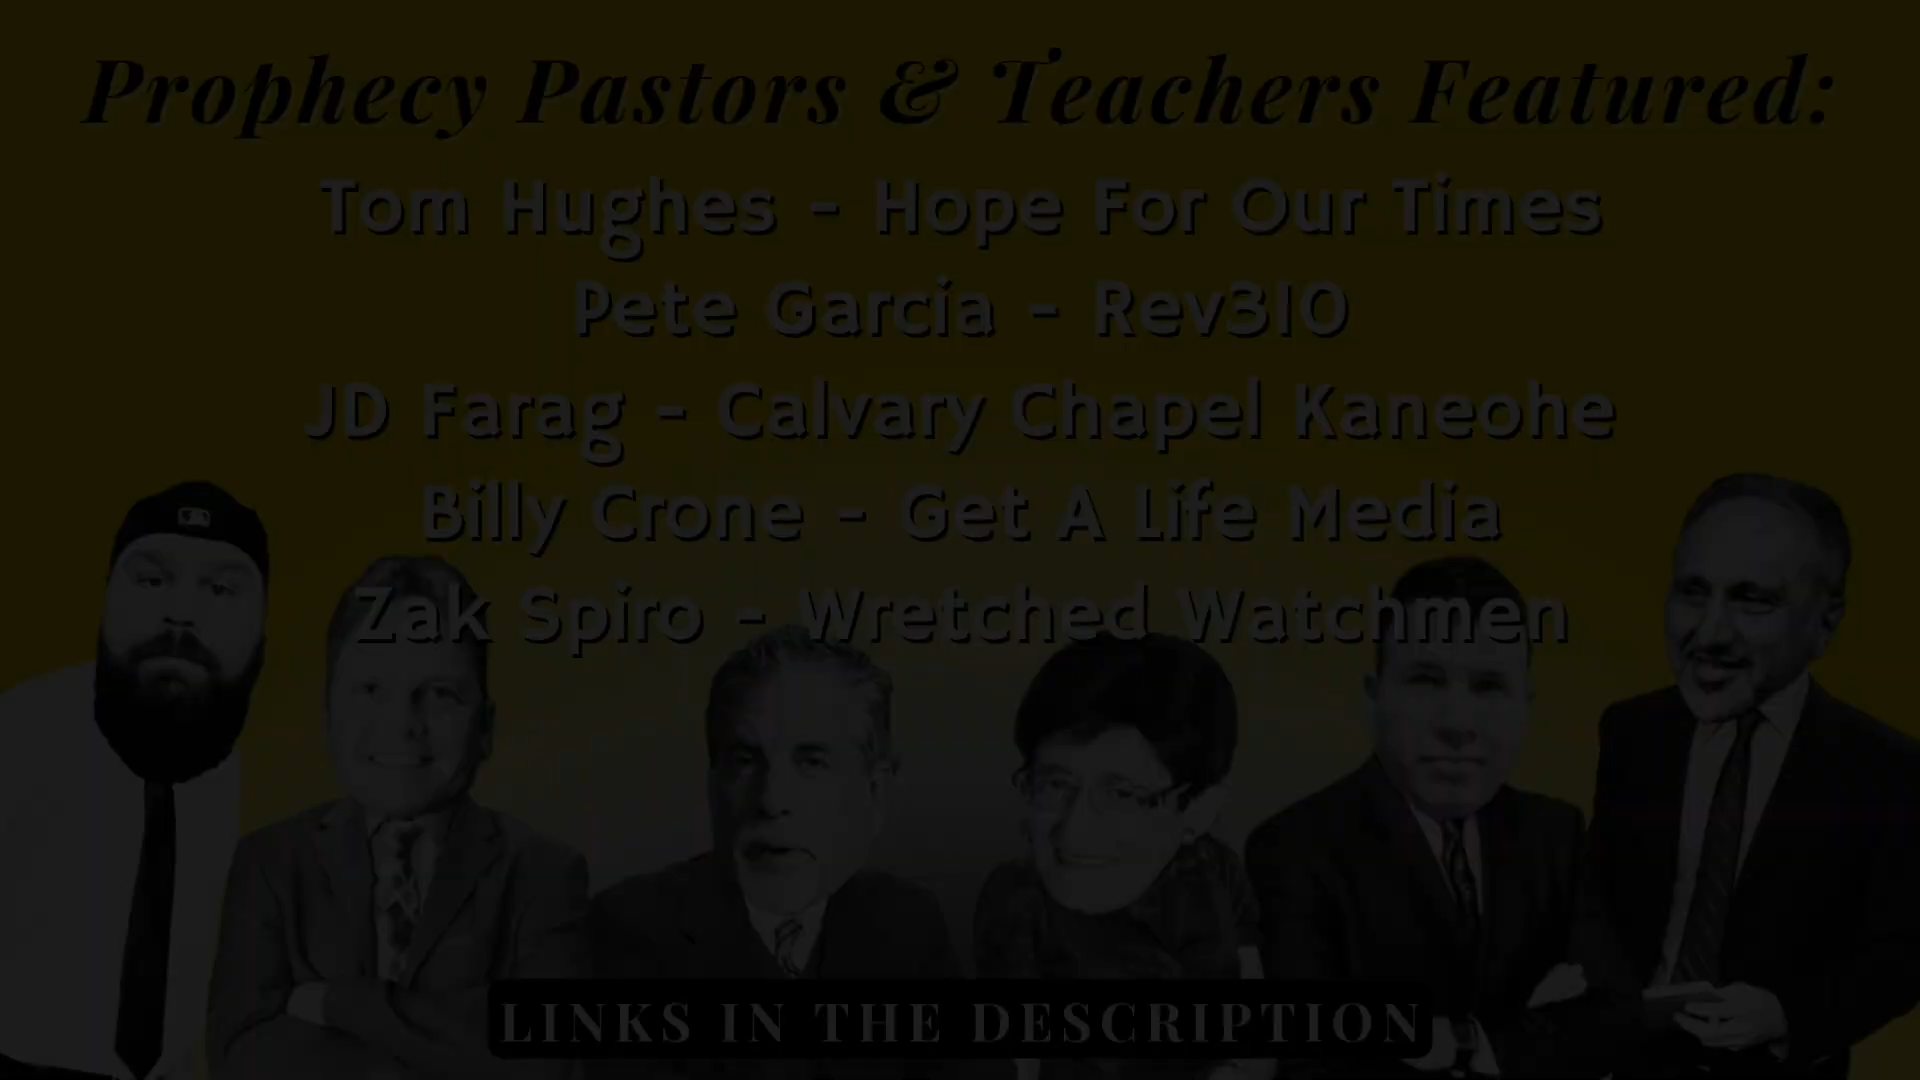 Prophecy Pastors & Teachers Featured:
Tom Hughes - Hope For Our Times
Pete Garcia - Rev310
JD Farag - Calvary Chapel Kaneohe
Billy Crone - Get A Life Media
Zak Spiro - Wretched Watchmen
LINKS IN THE DESCRIPTION